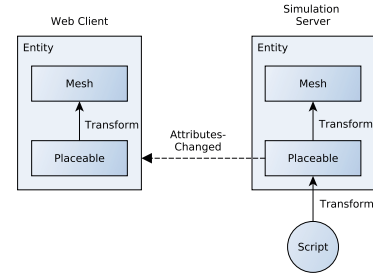 Web Client
Simulation
Server
Entity
Mesh
Transform
Placeable
Attributes-
Changed
Entity
Mesh
Transform
Placeable
Transform
Script